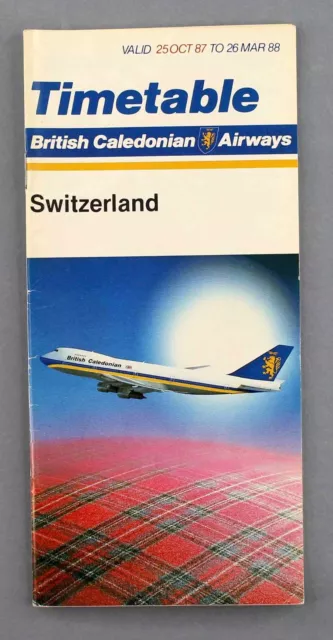 VALID 25 OCT 87 TO 26 MAR 88
Timetable
British Caledonian Airways
Switzerland
British Caledonian